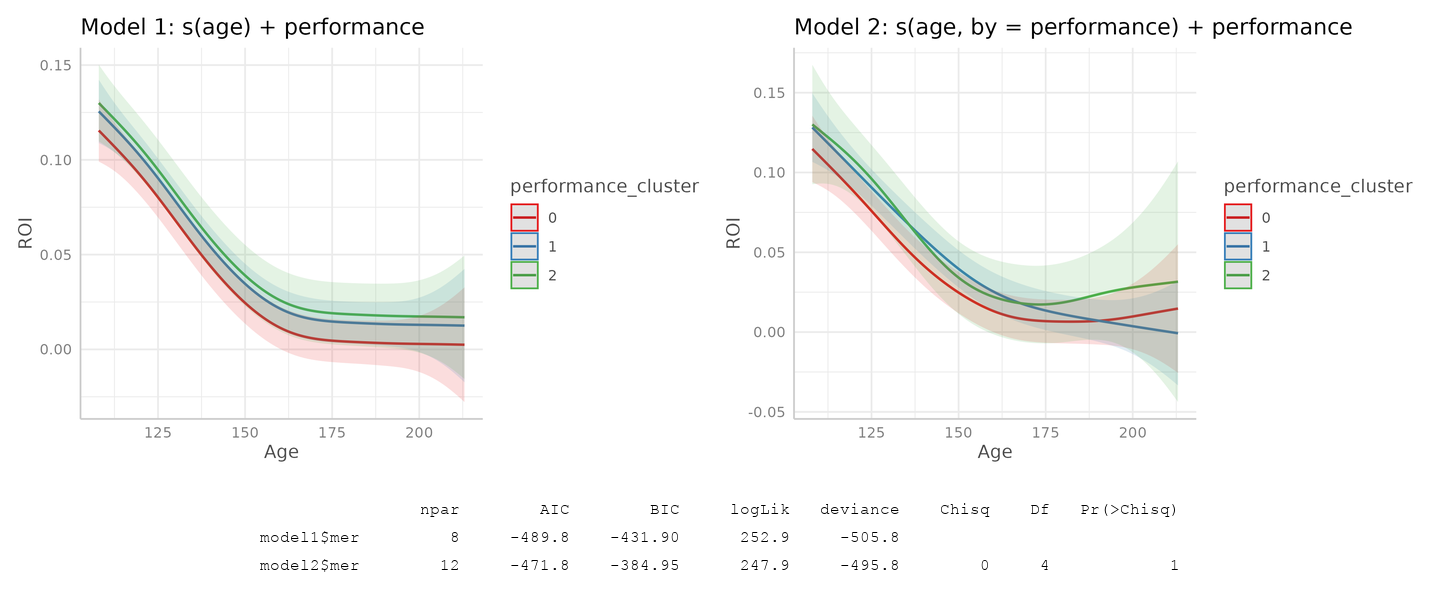 Model 1: s(age) + performance
0.15
0.10
0.05
0.00
ROI
125 150 175 200
Age
performance_cluster
0
1
2
Model 2: s(age, by = performance) + performance
0.15
0.10
0.05
0.00
-0.05
ROI
125 150 175 200
Age
performance_cluster
0
1
2
npar AIC BIC logLik deviance Chisq Df Pr(>Chisq)
model1$mer 8 -489.8 -431.90 252.9 -505.8
model2$mer 12 -471.8 -384.95 247.9 -495.8 0 4 1